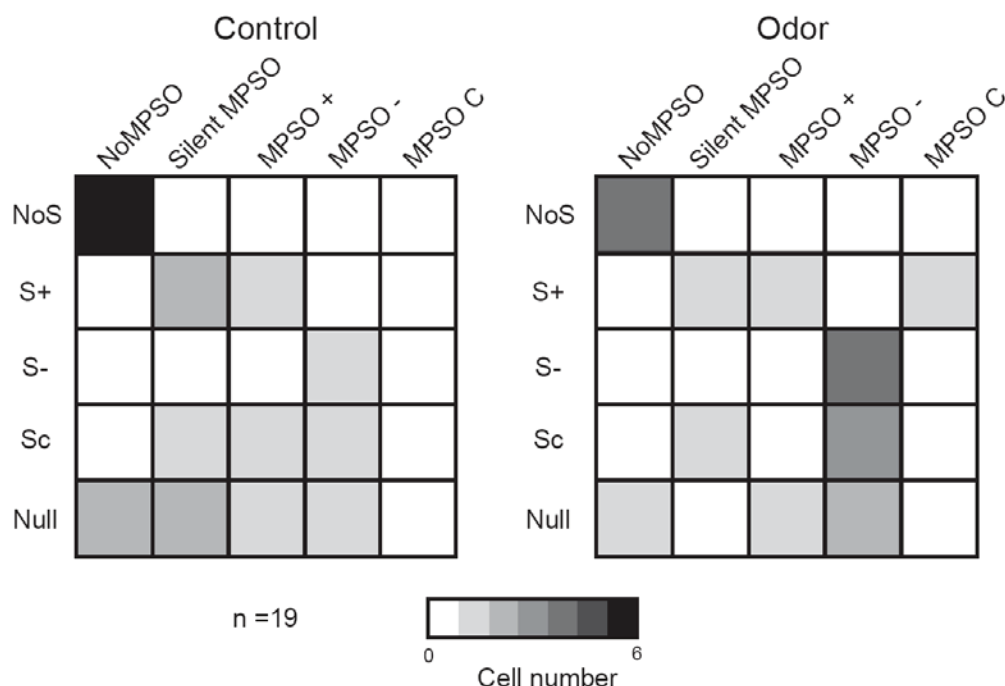 Control
NoMPSO
Silent MPSO
MPSO +
MPSO -
MPSO C
NoS
S+
S-
Sc
Null
Odor
NoMPSO
Silent MPSO
MPSO +
MPSO -
MPSO C
NoS
S+
S-
Sc
Null
n =19
0
6
Cell number